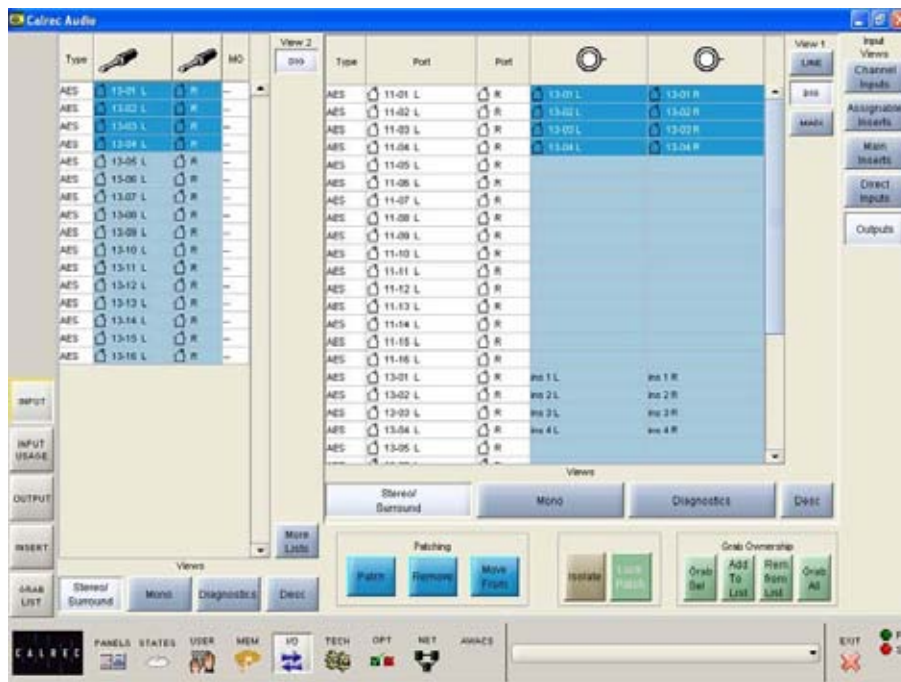 Calrec Audio
Type MO View 2 Type Port Port View 1 Input Views
DIG LINE Channel Inputs
AES 13-01 L R -- AES 11-01 L R 13-01 L 13-01 R DIG
AES 13-02 L R -- AES 11-02 L R 13-02 L 13-02 R Assignable Inserts
AES 13-03 L R -- AES 11-03 L R 13-03 L 13-03 R MADI
AES 13-04 L R -- AES 11-04 L R 13-04 L 13-04 R Main Inserts
AES 13-05 L R -- AES 11-05 L R
AES 13-06 L R -- AES 11-06 L R Direct Inputs
AES 13-07 L R -- AES 11-07 L R
AES 13-08 L R -- AES 11-08 L R Outputs
AES 13-09 L R -- AES 11-09 L R
AES 13-10 L R -- AES 11-10 L R
AES 13-11 L R -- AES 11-11 L R
AES 13-12 L R -- AES 11-12 L R
AES 13-13 L R -- AES 11-13 L R
AES 13-14 L R -- AES 11-14 L R
AES 13-15 L R -- AES 11-15 L R
AES 13-16 L R -- AES 11-16 L R
AES 13-01 L R ins 1 L ins 1 R
INPUT AES 13-02 L R ins 2 L ins 2 R
AES 13-03 L R ins 3 L ins 3 R
INPUT USAGE AES 13-04 L R ins 4 L ins 4 R
AES 13-05 L R
Views
OUTPUT Stereo/ Surround Mono Diagnostics Desc
INSERT More Lists Patching Grab Ownership
Patch Remove Move From Isolate Lock Patch Grab Sel Add To List Rem from List Grab All
Views
GRAB LIST Stereo/ Surround Mono Diagnostics Desc
CALREC PANELS STATES USER MEM I/O TECH OPT NET AWACS EXIT P
S